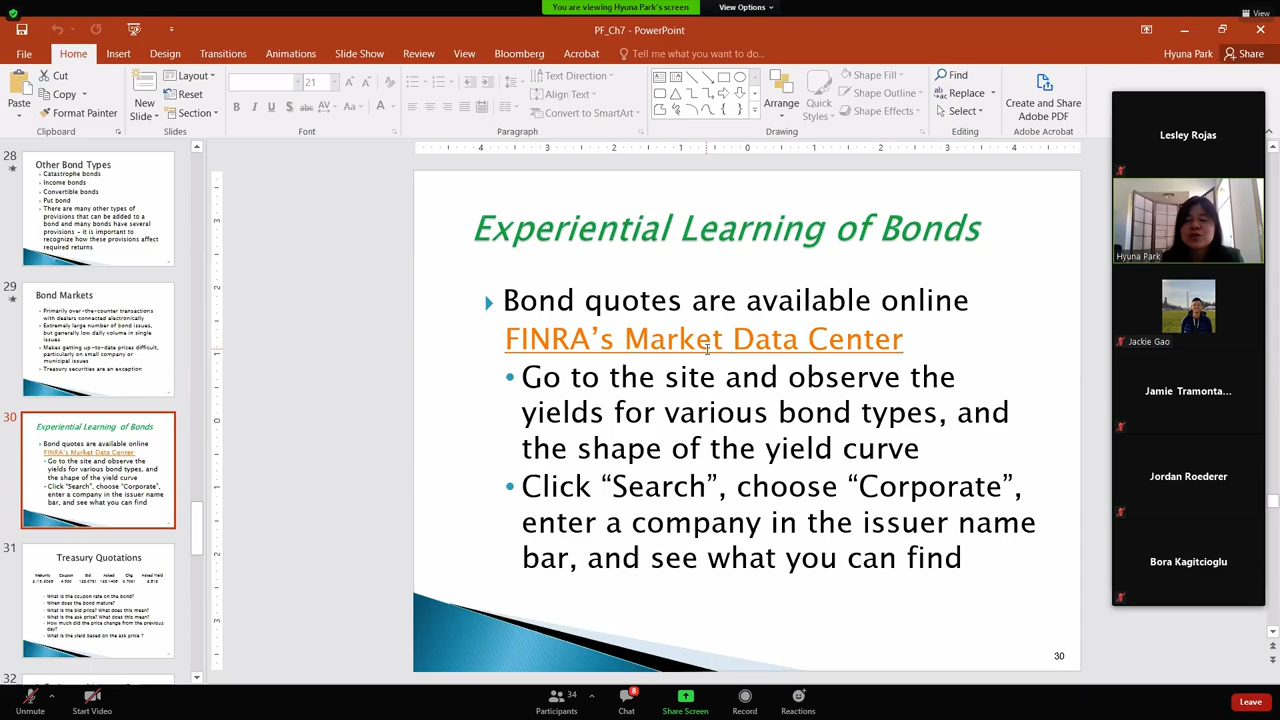 You are viewing Hyuna Park's screen
View Options
View
PF_Ch7 - PowerPoint
File
Home
Insert
Design
Transitions
Animations
Slide Show
Review
View
Bloomberg
Acrobat
Tell me what you want to do...
Hyuna Park
Share
Paste
Cut
Copy
Format Painter
Clipboard
New Slide
Layout
Reset
Section
Slides
21
Font
Text Direction
Align Text
Convert to SmartArt
Paragraph
Arrange
Quick Styles
Shape Fill
Shape Outline
Shape Effects
Drawing
Find
Replace
Select
Editing
Create and Share
Adobe PDF
Adobe Acrobat
28
Other Bond Types
Catastrophe bonds
Income bonds
Convertible bonds
Put bond
There are many other types of
provisions that can be added to a
bond and many bonds have several
provisions – it is important to
recognize how these provisions affect
required returns
29
Bond Markets
Primarily over-the-counter transactions
with dealers connected electronically
Extremely large number of bond issues,
but generally low daily volume in single
issues
Makes getting up-to-date prices difficult,
particularly on small company or
municipal issues
Treasury securities are an exception
30
Experiential Learning of Bonds
Bond quotes are available online
FINRA's Market Data Center
Go to the site and observe the
yields for various bond types, and
the shape of the yield curve
Click "Search", choose "Corporate",
enter a company in the issuer name
bar, and see what you can find
31
Treasury Quotations
Maturity Coupon Bid Asked Chg Asked Yield
What is the coupon rate on the bond?
When does the bond mature?
What is the bid price? What does this mean?
What is the ask price? What does this mean?
How much did the price change from the previous
day?
What is the yield based on the ask price ?
32
Experiential Learning of Bonds
Bond quotes are available online
FINRA’s Market Data Center
Go to the site and observe the
yields for various bond types, and
the shape of the yield curve
Click “Search”, choose “Corporate”,
enter a company in the issuer name
bar, and see what you can find
30
Lesley Rojas
Hyuna Park
Jackie Gao
Jamie Tramonta...
Jordan Roederer
Bora Kagitcioglu
Unmute
Start Video
34
Participants
8
Chat
Share Screen
Record
Reactions
Leave